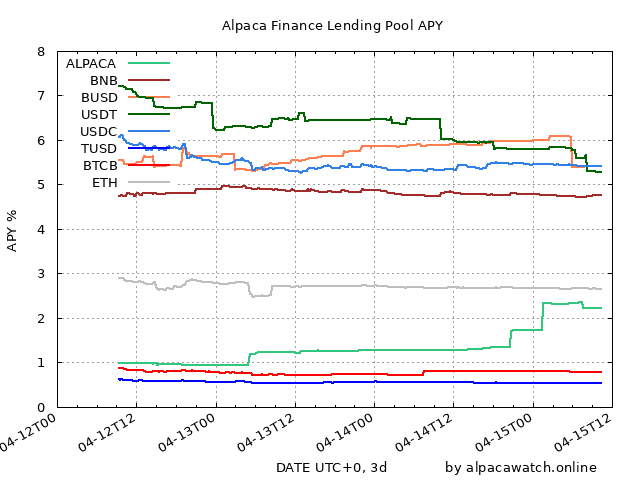 Alpaca Finance Lending Pool APY
8
7
6
5
4
3
2
1
0
APY %
ALPACA
BNB
BUSD
USDT
USDC
TUSD
BTCB
ETH
04-12T00
04-12T12
04-13T00
04-13T12
04-14T00
04-14T12
04-15T00
04-15T12
DATE UTC+0, 3d
by alpacawatch.online